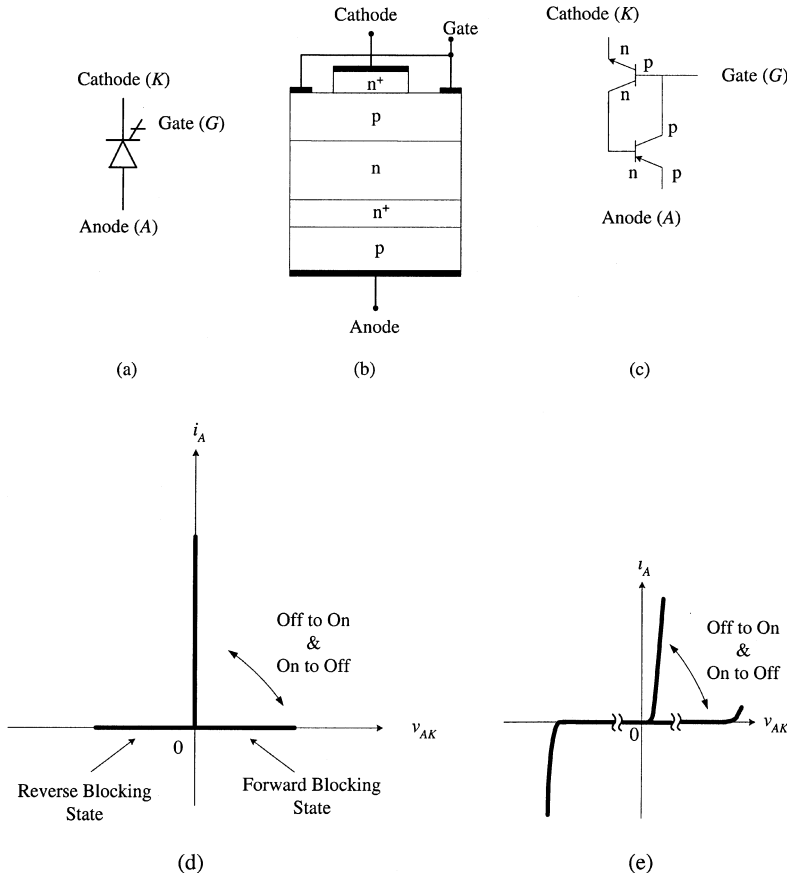 Cathode (K)
Gate (G)
Anode (A)
(a)
Cathode
Gate
n+
p
n
n+
p
Anode
(b)
Cathode (K)
n
p
n
Gate (G)
p
n
p
Anode (A)
(c)
iA
Off to On
&
On to Off
0
vAK
Reverse Blocking
State
Forward Blocking
State
(d)
ıA
Off to On
&
On to Off
0
vAK
(e)